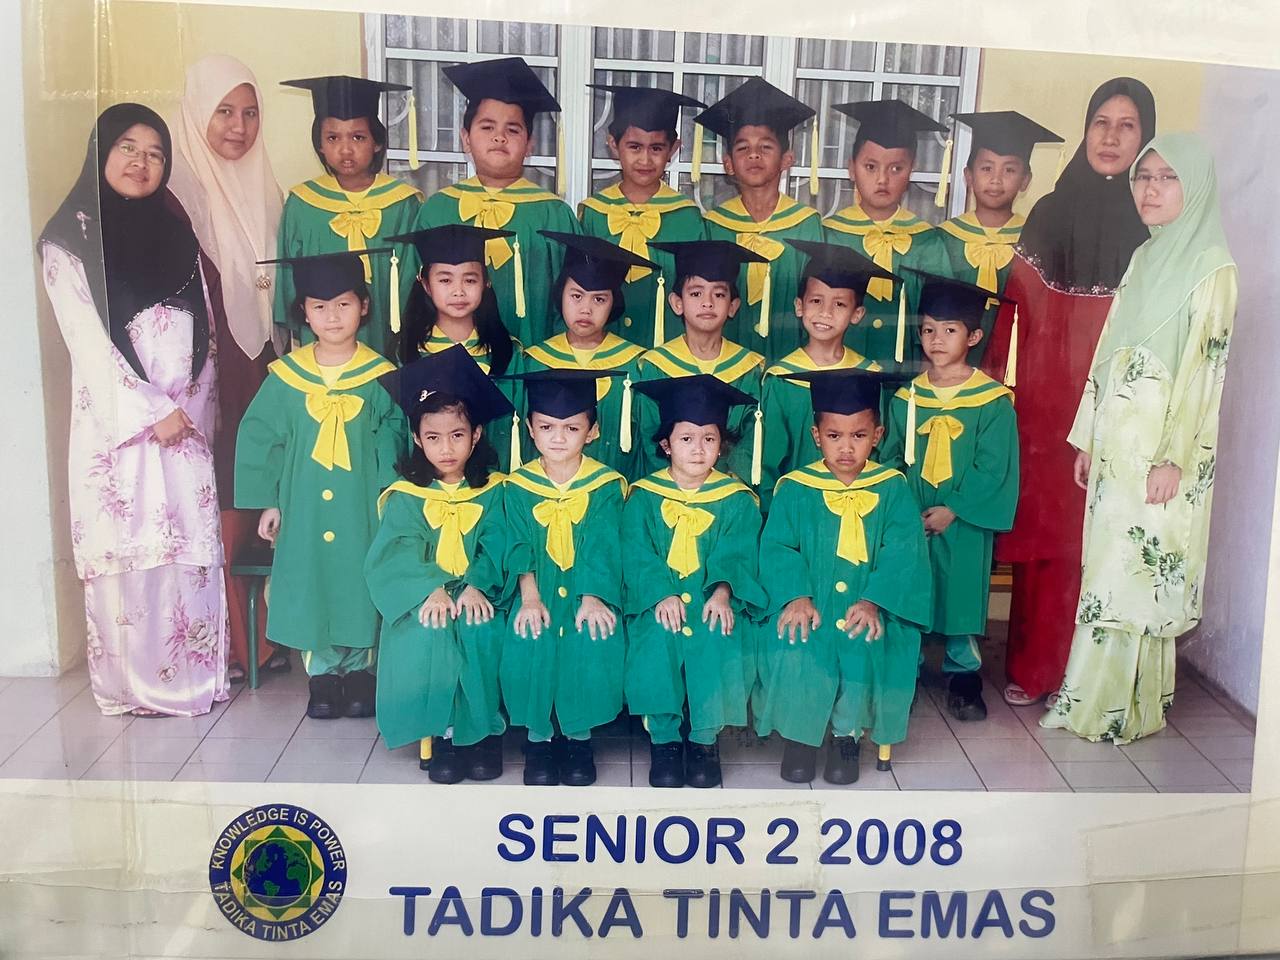 SENIOR 2 2008
TADIKA TINTA EMAS
KNOWLEDGE IS POWER
TADIKA TINTA EMAS